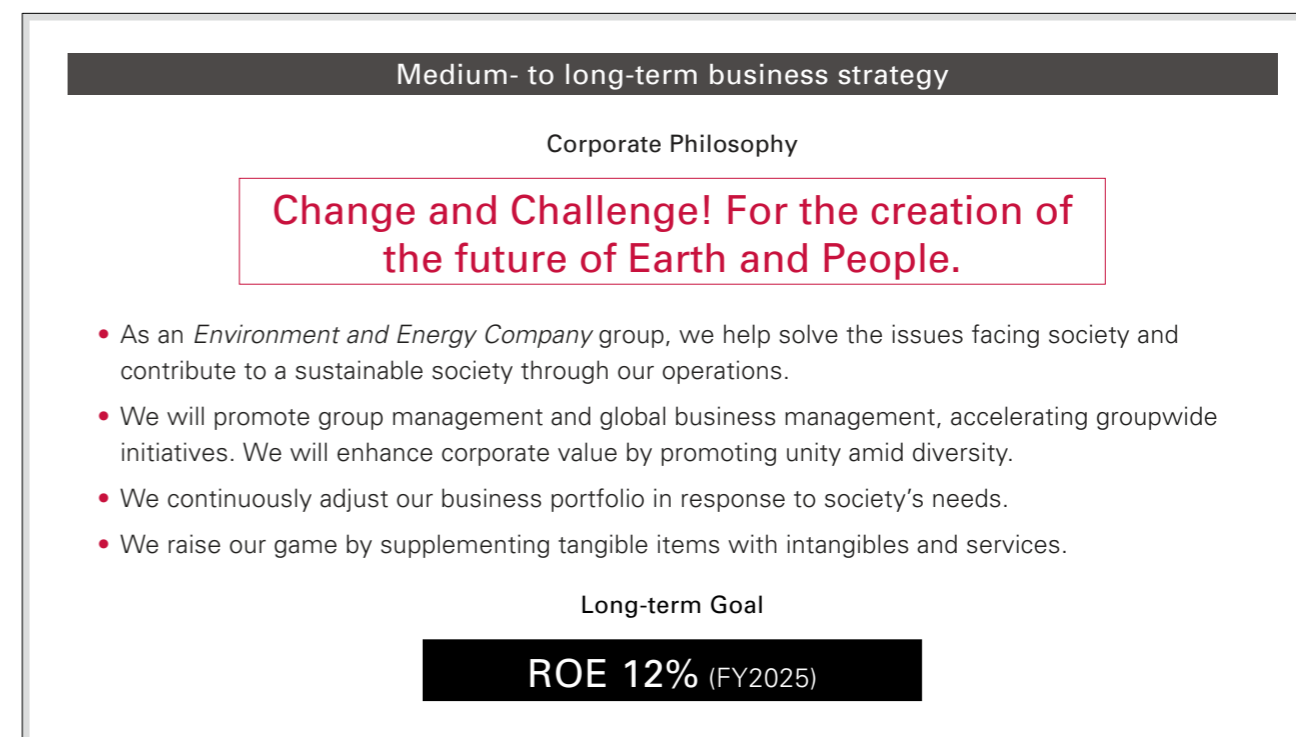 Medium- to long-term business strategy
Corporate Philosophy
Change and Challenge! For the creation of
the future of Earth and People.
• As an Environment and Energy Company group, we help solve the issues facing society and
contribute to a sustainable society through our operations.
• We will promote group management and global business management, accelerating groupwide
initiatives. We will enhance corporate value by promoting unity amid diversity.
• We continuously adjust our business portfolio in response to society’s needs.
• We raise our game by supplementing tangible items with intangibles and services.
Long-term Goal
ROE 12% (FY2025)